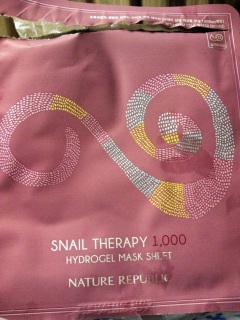 SNAIL THERAPY 1,000
HYDROGEL MASK SHEET
NATURE REPUBLIC